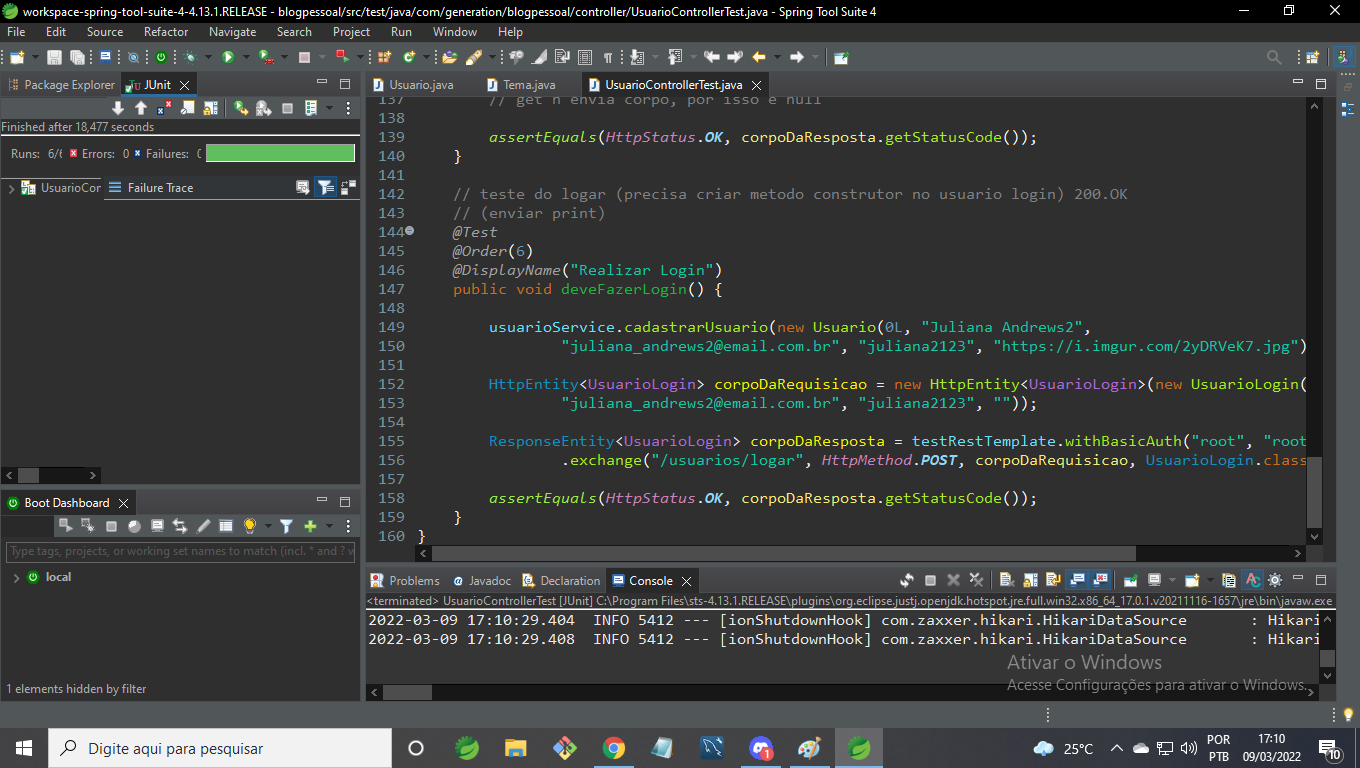 workspace-spring-tool-suite-4-4.13.1.RELEASE - blogpessoal/src/test/java/com/generation/blogpessoal/controller/UsuarioControllerTest.java - Spring Tool Suite 4
File Edit Source Refactor Navigate Search Project Run Window Help
Package Explorer JUnit
Finished after 18,477 seconds
Runs: 6/6 Errors: 0 Failures: 0
UsuarioCor
Failure Trace
Boot Dashboard
Type tags, projects, or working set names to match (incl. * and ? w
local
1 elements hidden by filter
Usuario.java Tema.java UsuarioControllerTest.java
137 // get n envia corpo, por isso é null
138
139 assertEquals(HttpStatus.OK, corpoDaResposta.getStatusCode());
140 }
141
142 // teste do logar (precisa criar metodo construtor no usuario login) 200.OK
143 // (enviar print)
144 @Test
145 @Order(6)
146 @DisplayName("Realizar Login")
147 public void deveFazerLogin() {
148
149 usuarioService.cadastrarUsuario(new Usuario(0L, "Juliana Andrews2",
150 "juliana_andrews2@email.com.br", "juliana2123", "https://i.imgur.com/2yDRVeK7.jpg")
151
152 HttpEntity<UsuarioLogin> corpoDaRequisicao = new HttpEntity<UsuarioLogin>(new UsuarioLogin(
153 "juliana_andrews2@email.com.br", "juliana2123", ""));
154
155 ResponseEntity<UsuarioLogin> corpoDaResposta = testRestTemplate.withBasicAuth("root", "root
156 .exchange("/usuarios/logar", HttpMethod.POST, corpoDaRequisicao, UsuarioLogin.class
157
158 assertEquals(HttpStatus.OK, corpoDaResposta.getStatusCode());
159 }
160 }
Problems Javadoc Declaration Console
<terminated> UsuarioControllerTest [JUnit] C:\Program Files\sts-4.13.1.RELEASE\plugins\org.eclipse.justj.openjdk.hotspot.jre.full.win32.x86_64_17.0.1.v20211116-1657\jre\bin\javaw.exe
2022-03-09 17:10:29.404 INFO 5412 --- [ionShutdownHook] com.zaxxer.hikari.HikariDataSource : Hikari
2022-03-09 17:10:29.408 INFO 5412 --- [ionShutdownHook] com.zaxxer.hikari.HikariDataSource : Hikari
Ativar o Windows
Acesse Configurações para ativar o Windows.
Digite aqui para pesquisar
1
25°C
POR
PTB
17:10
09/03/2022
10